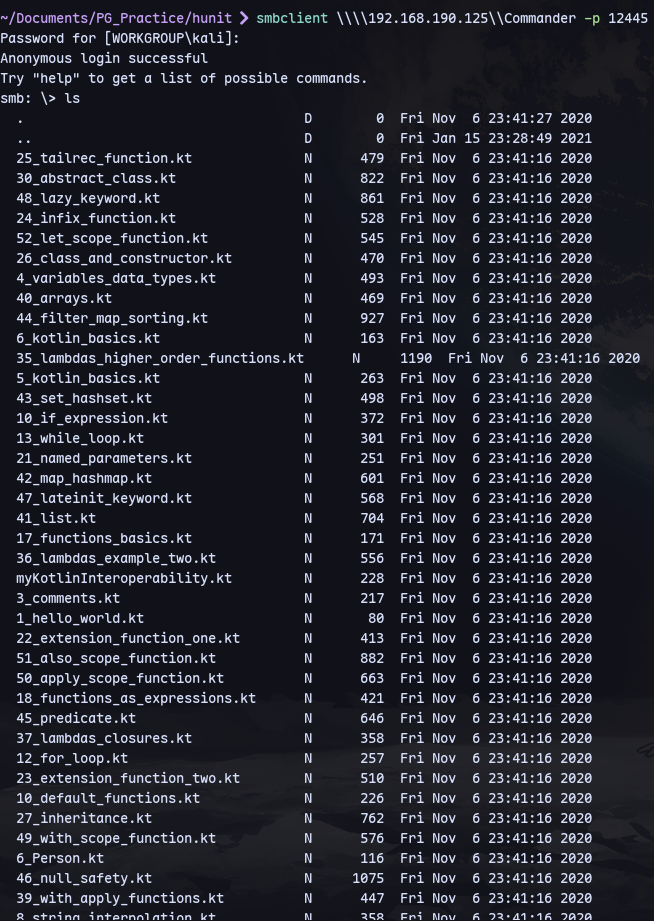 ~/Documents/PG_Practice/hunit ❯ smbclient \\\\192.168.190.125\\Commander -p 12445
Password for [WORKGROUP\kali]:
Anonymous login successful
Try "help" to get a list of possible commands.
smb: \> ls
  .                                   D        0  Fri Nov  6 23:41:27 2020
  ..                                  D        0  Fri Jan 15 23:28:49 2021
  25_tailrec_function.kt              N      479  Fri Nov  6 23:41:16 2020
  30_abstract_class.kt                N      822  Fri Nov  6 23:41:16 2020
  48_lazy_keyword.kt                  N      861  Fri Nov  6 23:41:16 2020
  24_infix_function.kt                N      528  Fri Nov  6 23:41:16 2020
  52_let_scope_function.kt            N      545  Fri Nov  6 23:41:16 2020
  26_class_and_constructor.kt         N      470  Fri Nov  6 23:41:16 2020
  4_variables_data_types.kt           N      493  Fri Nov  6 23:41:16 2020
  40_arrays.kt                        N      469  Fri Nov  6 23:41:16 2020
  44_filter_map_sorting.kt            N      927  Fri Nov  6 23:41:16 2020
  6_kotlin_basics.kt                  N      163  Fri Nov  6 23:41:16 2020
  35_lambdas_higher_order_functions.kt      N     1190  Fri Nov  6 23:41:16 2020
  5_kotlin_basics.kt                  N      263  Fri Nov  6 23:41:16 2020
  43_set_hashset.kt                   N      498  Fri Nov  6 23:41:16 2020
  10_if_expression.kt                 N      372  Fri Nov  6 23:41:16 2020
  13_while_loop.kt                    N      301  Fri Nov  6 23:41:16 2020
  21_named_parameters.kt              N      251  Fri Nov  6 23:41:16 2020
  42_map_hashmap.kt                   N      601  Fri Nov  6 23:41:16 2020
  47_lateinit_keyword.kt              N      568  Fri Nov  6 23:41:16 2020
  41_list.kt                          N      704  Fri Nov  6 23:41:16 2020
  17_functions_basics.kt              N      171  Fri Nov  6 23:41:16 2020
  36_lambdas_example_two.kt           N      556  Fri Nov  6 23:41:16 2020
  myKotlinInteroperability.kt         N      228  Fri Nov  6 23:41:16 2020
  3_comments.kt                       N      217  Fri Nov  6 23:41:16 2020
  1_hello_world.kt                    N       80  Fri Nov  6 23:41:16 2020
  22_extension_function_one.kt        N      413  Fri Nov  6 23:41:16 2020
  51_also_scope_function.kt           N      882  Fri Nov  6 23:41:16 2020
  50_apply_scope_function.kt          N      663  Fri Nov  6 23:41:16 2020
  18_functions_as_expressions.kt      N      421  Fri Nov  6 23:41:16 2020
  45_predicate.kt                     N      646  Fri Nov  6 23:41:16 2020
  37_lambdas_closures.kt              N      358  Fri Nov  6 23:41:16 2020
  12_for_loop.kt                      N      257  Fri Nov  6 23:41:16 2020
  23_extension_function_two.kt        N      510  Fri Nov  6 23:41:16 2020
  10_default_functions.kt             N      226  Fri Nov  6 23:41:16 2020
  27_inheritance.kt                   N      762  Fri Nov  6 23:41:16 2020
  49_with_scope_function.kt           N      576  Fri Nov  6 23:41:16 2020
  6_Person.kt                         N      116  Fri Nov  6 23:41:16 2020
  46_null_safety.kt                   N     1075  Fri Nov  6 23:41:16 2020
  39_with_apply_functions.kt          N      447  Fri Nov  6 23:41:16 2020
  8_string_interpolation.kt           N      358  Fri Nov  6 23:41:16 2020